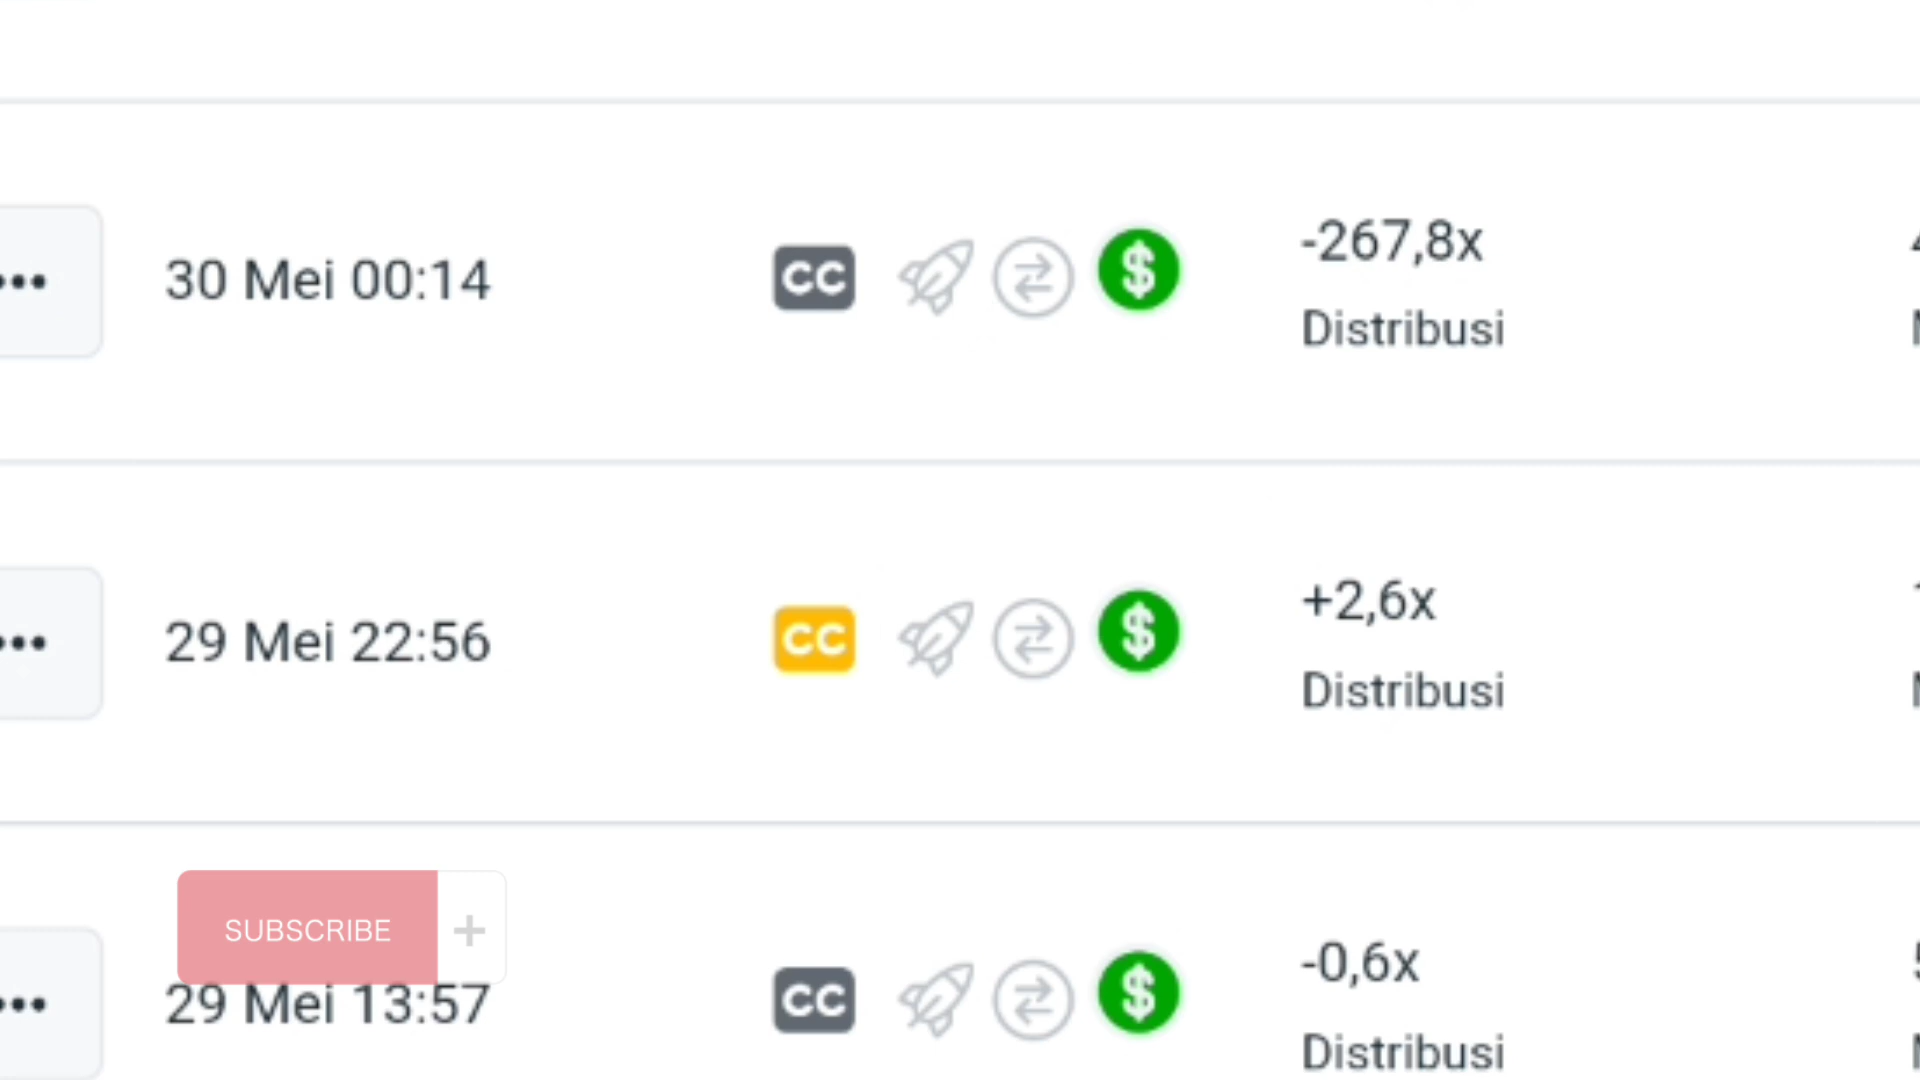 30 Mei 00:14
CC
$
-267,8x
Distribusi
29 Mei 22:56
CC
$
+2,6x
Distribusi
SUBSCRIBE +
29 Mei 13:57
CC
$
-0,6x
Distribusi